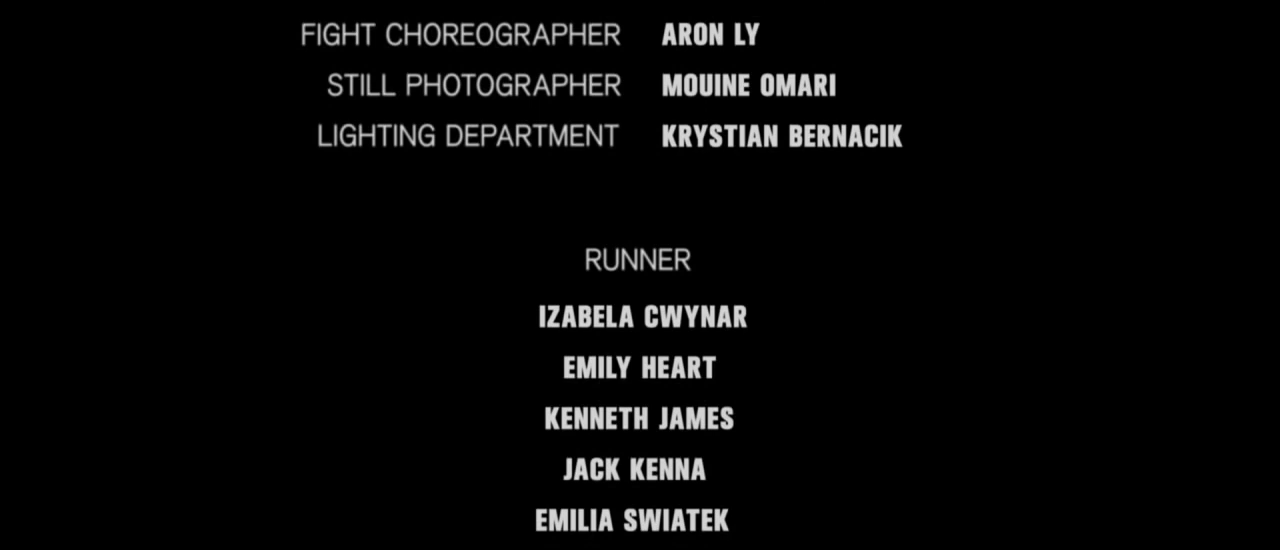 FIGHT CHOREOGRAPHER ARON LY
STILL PHOTOGRAPHER MOUINE OMARI
LIGHTING DEPARTMENT KRYSTIAN BERNACIK
RUNNER
IZABELA CWYNAR
EMILY HEART
KENNETH JAMES
JACK KENNA
EMILIA SWIATEK